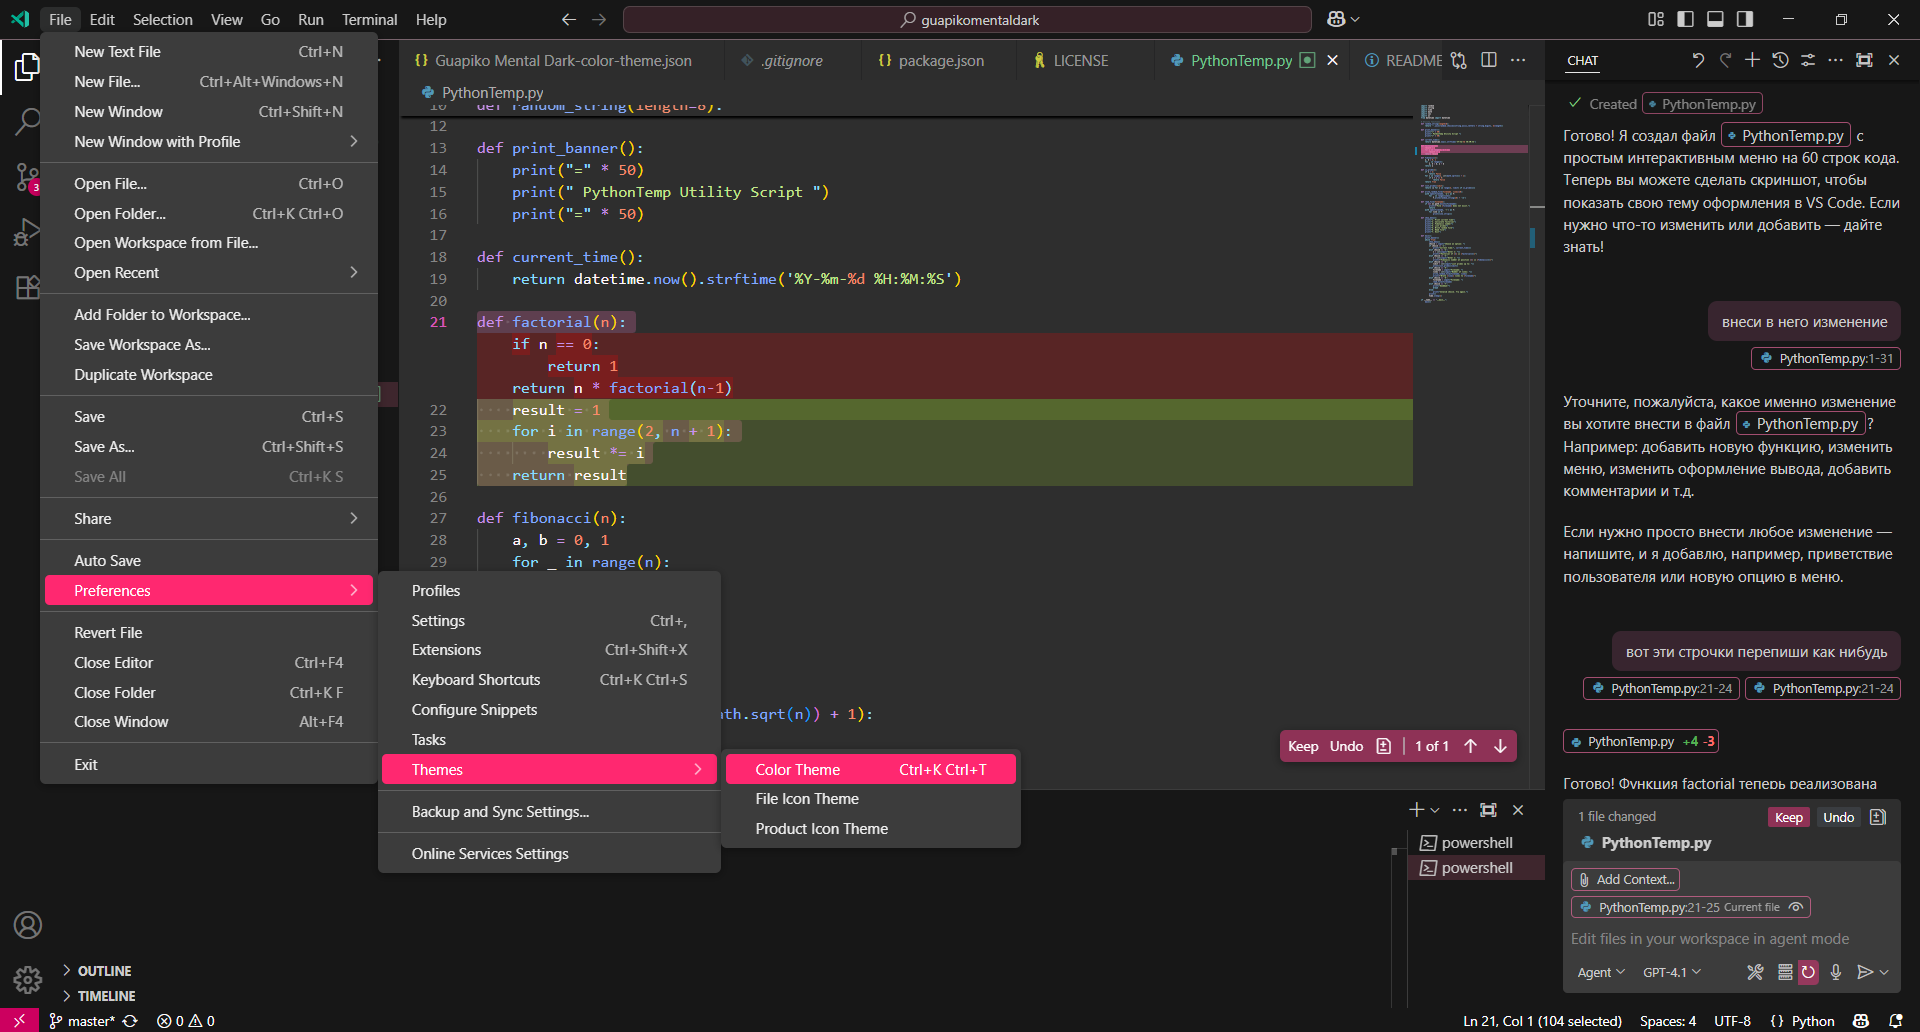 File Edit Selection View Go Run Terminal Help
guapikomentaldark
New Text File Ctrl+N
New File... Ctrl+Alt+Windows+N
New Window Ctrl+Shift+N
New Window with Profile
Open File... Ctrl+O
Open Folder... Ctrl+K Ctrl+O
Open Workspace from File...
Open Recent
Add Folder to Workspace...
Save Workspace As...
Duplicate Workspace
Save Ctrl+S
Save As... Ctrl+Shift+S
Save All Ctrl+K S
Share
Auto Save
Preferences
Revert File
Close Editor Ctrl+F4
Close Folder Ctrl+K F
Close Window Alt+F4
Exit
3
Profiles
Settings Ctrl+,
Extensions Ctrl+Shift+X
Keyboard Shortcuts Ctrl+K Ctrl+S
Configure Snippets
Tasks
Themes
Backup and Sync Settings...
Online Services Settings
Color Theme Ctrl+K Ctrl+T
File Icon Theme
Product Icon Theme
{} Guapiko Mental Dark-color-theme.json .gitignore {} package.json LICENSE PythonTemp.py README
PythonTemp.py
10 def random_string(length=8):
12
13 def print_banner():
14 print("=" * 50)
15 print(" PythonTemp Utility Script ")
16 print("=" * 50)
17
18 def current_time():
19 return datetime.now().strftime('%Y-%m-%d %H:%M:%S')
20
21 def factorial(n):
if n == 0:
return 1
return n * factorial(n-1)
22 result = 1
23 for i in range(2, n + 1):
24 result *= i
25 return result
26
27 def fibonacci(n):
28 a, b = 0, 1
29 for _ in range(n):
ath.sqrt(n)) + 1):
Keep Undo 1 of 1
powershell
powershell
CHAT
Created PythonTemp.py
Готово! Я создал файл PythonTemp.py с
простым интерактивным меню на 60 строк кода.
Теперь вы можете сделать скриншот, чтобы
показать свою тему оформления в VS Code. Если
нужно что-то изменить или добавить — дайте
знать!
внеси в него изменение
PythonTemp.py:1-31
Уточните, пожалуйста, какое именно изменение
вы хотите внести в файл PythonTemp.py ?
Например: добавить новую функцию, изменить
меню, изменить оформление вывода, добавить
комментарии и т.д.
Если нужно просто внести любое изменение —
напишите, и я добавлю, например, приветствие
пользователя или новую опцию в меню.
вот эти строчки перепиши как нибудь
PythonTemp.py:21-24 PythonTemp.py:21-24
PythonTemp.py +4 -3
Готово! Функция factorial теперь реализована
1 file changed Keep Undo
PythonTemp.py
Add Context...
PythonTemp.py:21-25 Current file
Edit files in your workspace in agent mode
Agent GPT-4.1
OUTLINE
TIMELINE
master* 0 0
Ln 21, Col 1 (104 selected) Spaces: 4 UTF-8 {} Python